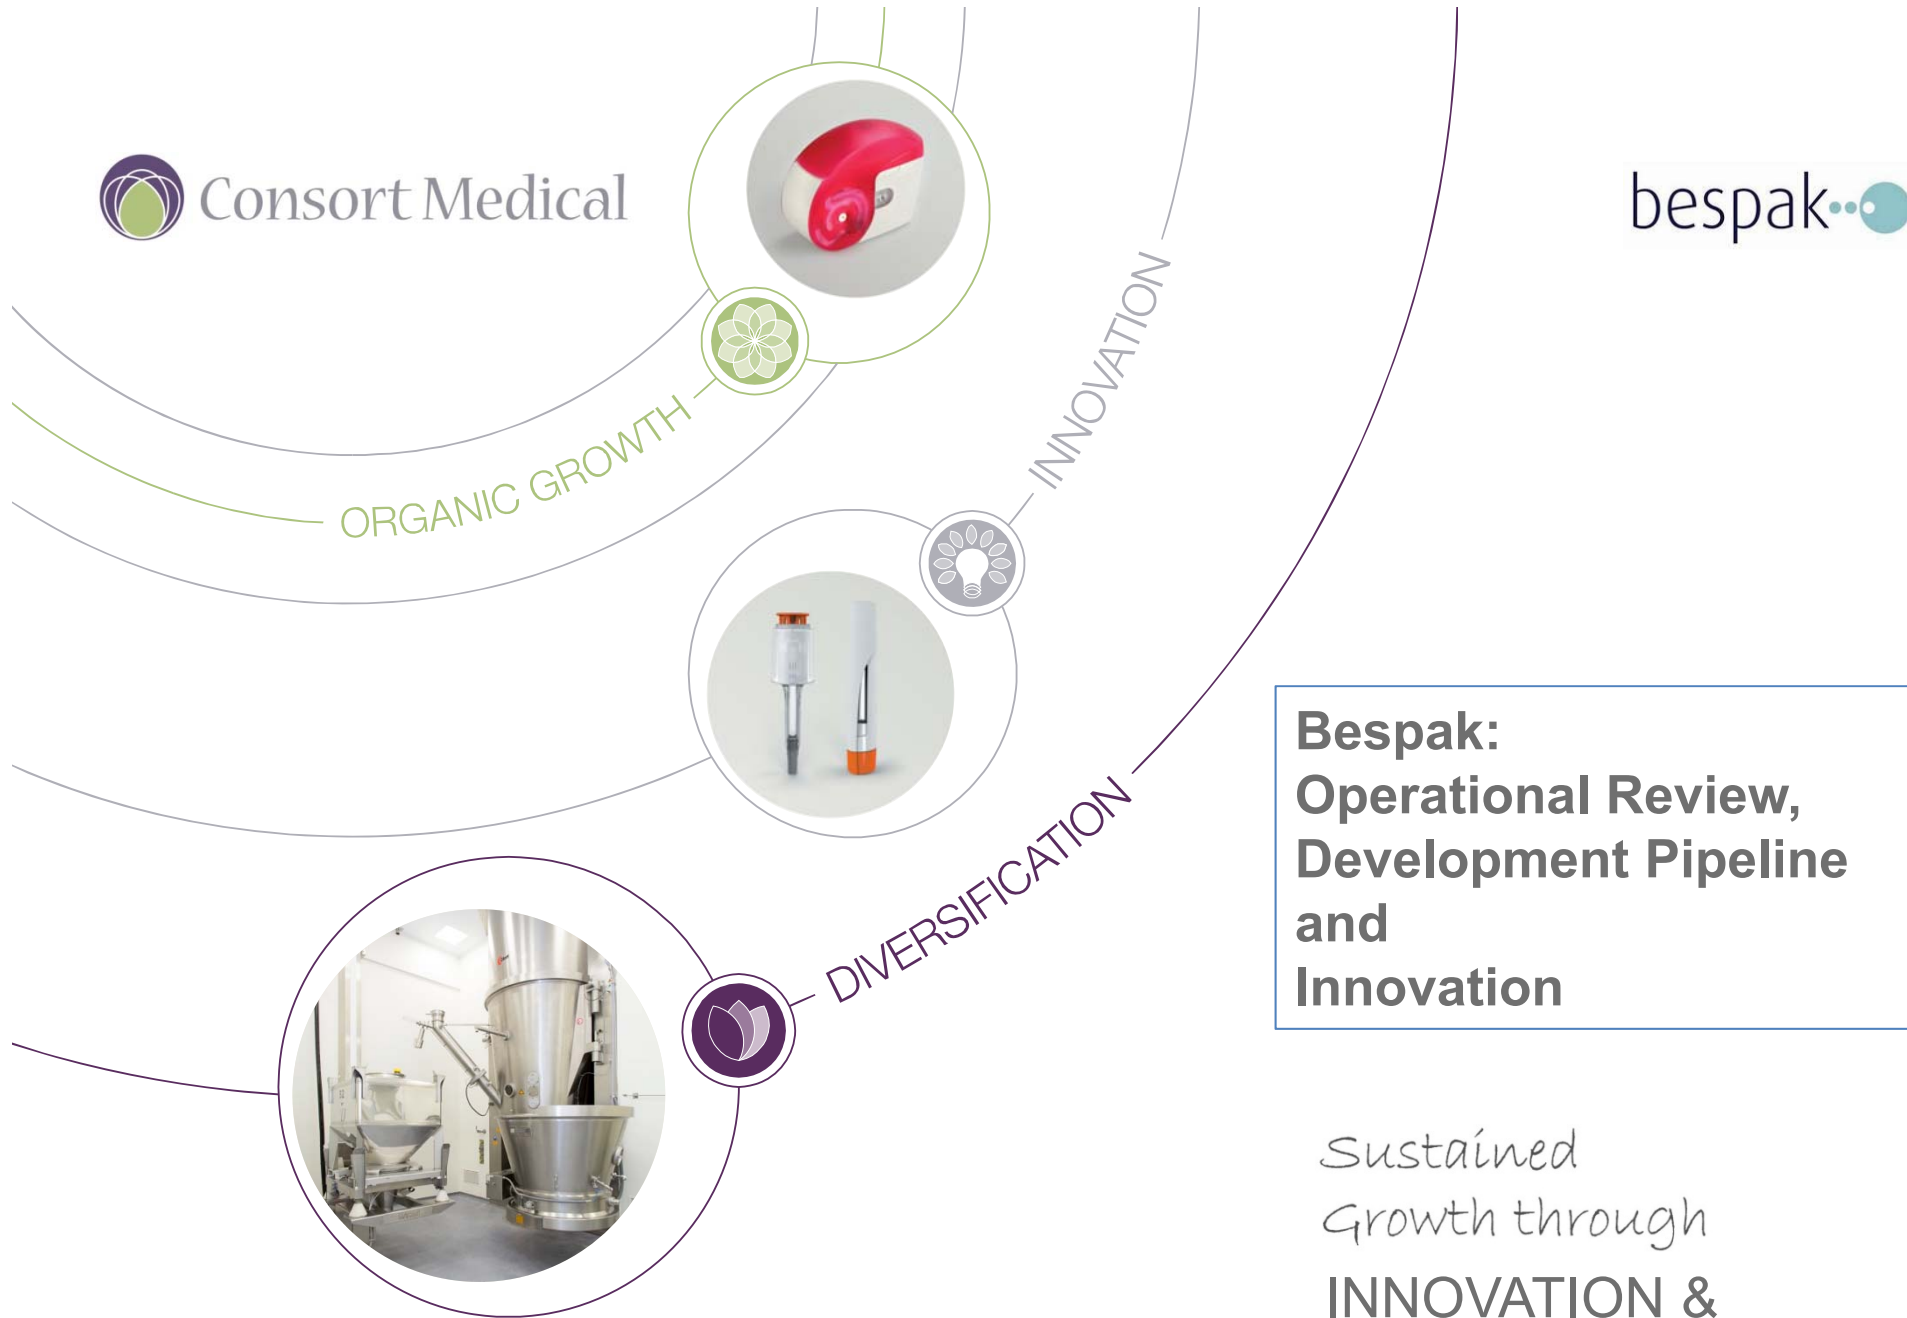 Consort Medical
bespak
ORGANIC GROWTH
INNOVATION
DIVERSIFICATION
Bespak:
Operational Review,
Development Pipeline
and
Innovation
Sustained
Growth through
INNOVATION &